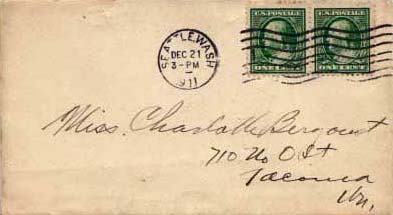 SEATTLE, WASH
DEC 21
3-PM
1911
U.S. POSTAGE
ONE CENT
U.S. POSTAGE
ONE CENT
Miss. Charlotte
710 No O St
Tacoma
Wn.